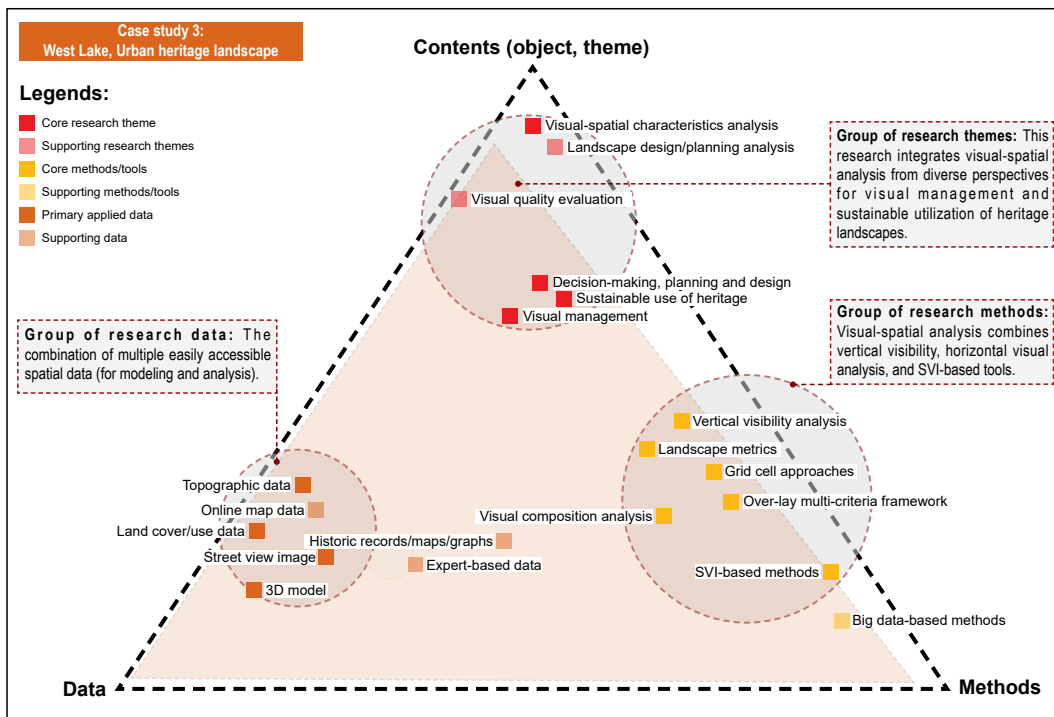 Case study 3:
West Lake, Urban heritage landscape
Contents (object, theme)
Legends:
Core research theme
Supporting research themes
Core methods/tools
Supporting methods/tools
Primary applied data
Supporting data
Visual-spatial characteristics analysis
Landscape design/planning analysis
Visual quality evaluation
Decision-making, planning and design
Sustainable use of heritage
Visual management
Group of research themes: This
research integrates visual-spatial
analysis from diverse perspectives
for visual management and
sustainable utilization of heritage
landscapes.
Group of research data: The
combination of multiple easily accessible
spatial data (for modeling and analysis).
Group of research methods:
Visual-spatial analysis combines
vertical visibility, horizontal visual
analysis, and SVI-based tools.
Vertical visibility analysis
Landscape metrics
Grid cell approaches
Over-lay multi-criteria framework
Visual composition analysis
SVI-based methods
Big data-based methods
Topographic data
Online map data
Land cover/use data
Street view image
3D model
Historic records/maps/graphs
Expert-based data
Data
Methods